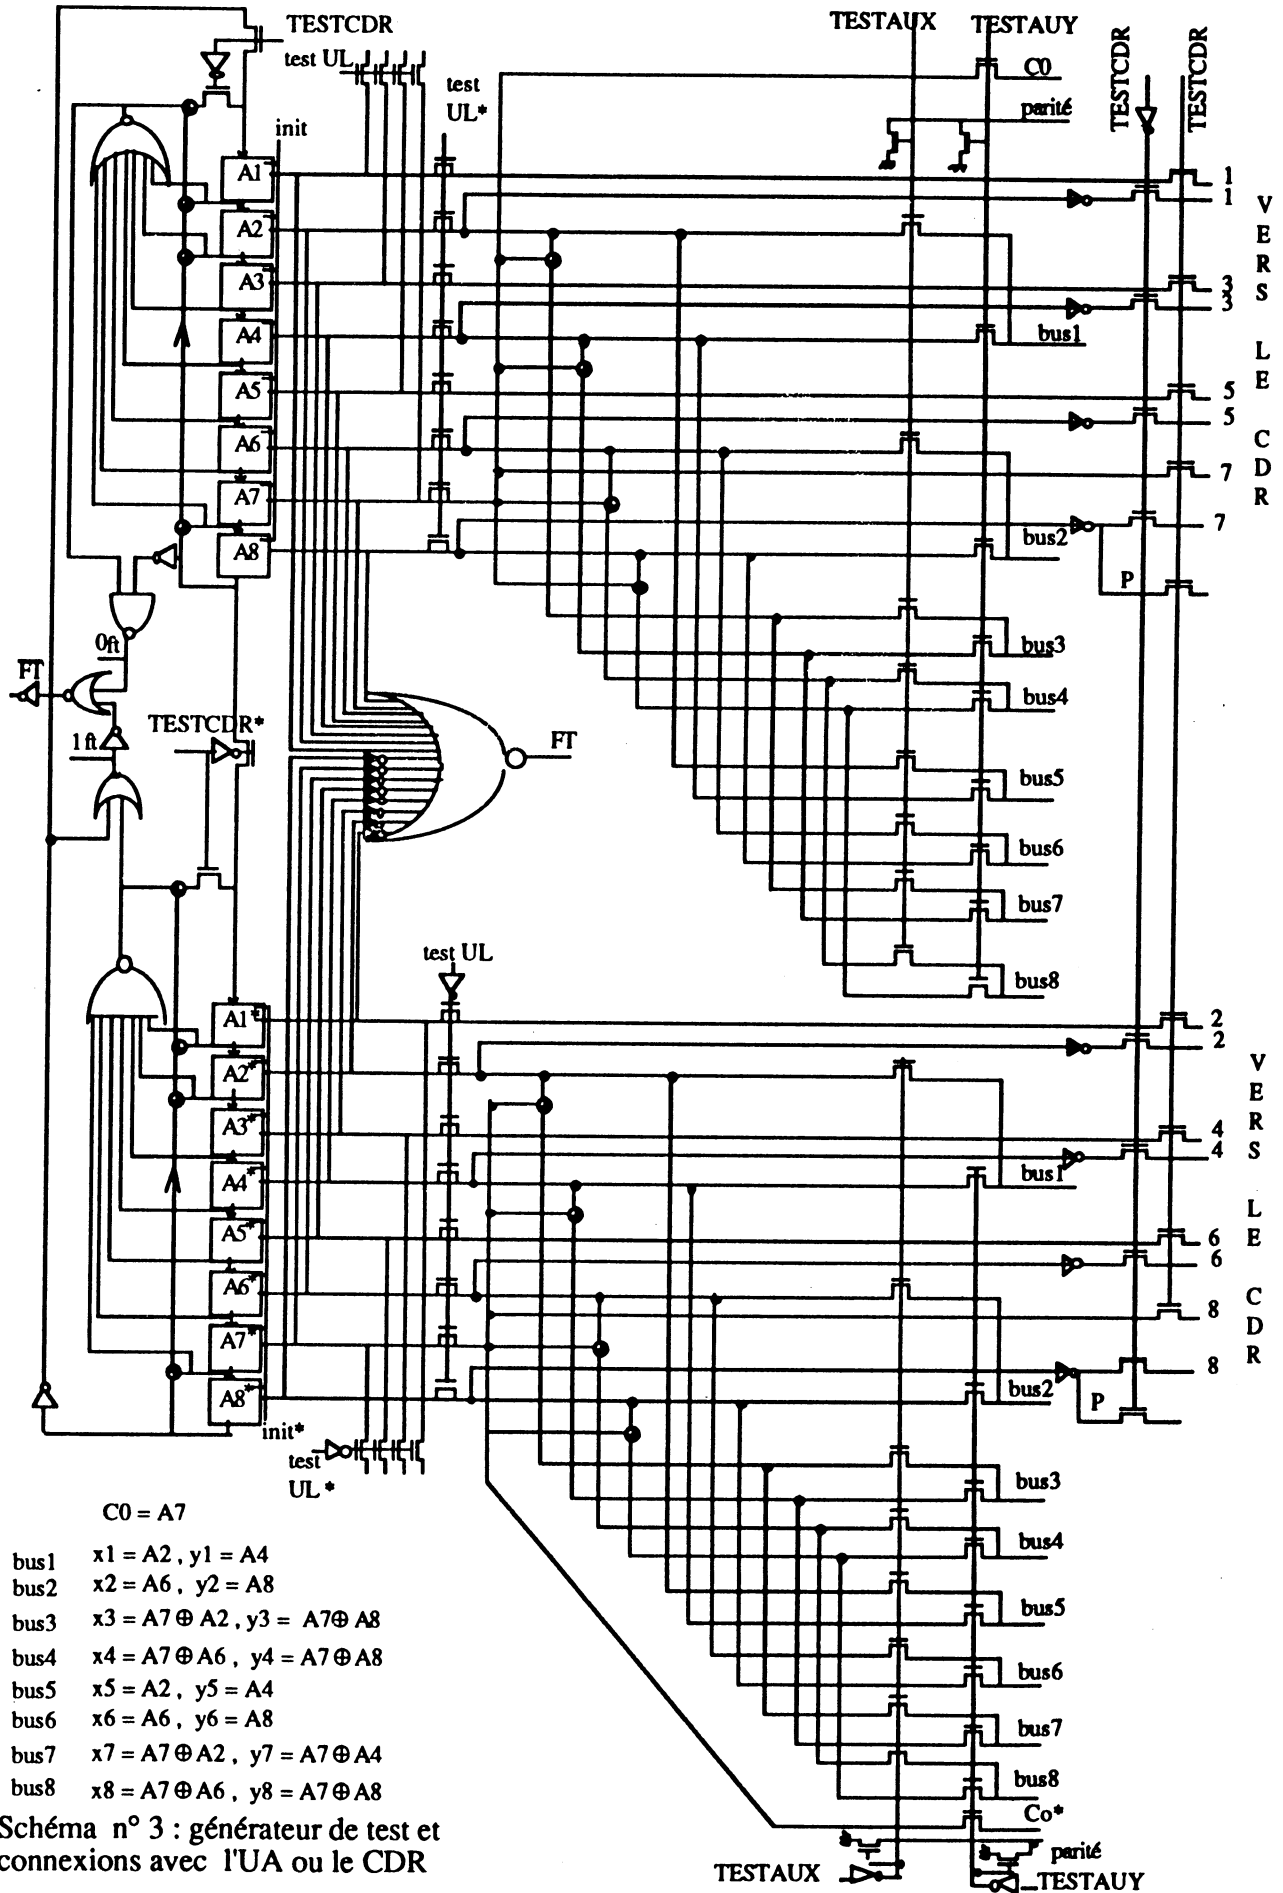 TESTCDR
TESTAUX
TESTAUY
TESTCDR
TESTCDR
test UL
C0
test
UL*
parité
init
A1
1
1
A2
A3
3
3
A4
bus1
A5
5
5
A6
7
A7
7
A8
bus2
P
V
E
R
S
L
E
C
D
R
0ft
bus3
FT
bus4
TESTCDR*
1ft
FT
bus5
bus6
bus7
test UL
bus8
A1*
2
2
A2*
A3*
4
4
A4*
bus1
A5*
6
6
A6*
8
A7*
8
A8*
bus2
P
V
E
R
S
L
E
C
D
R
init*
test
UL*
bus3
bus4
bus5
bus6
bus7
bus8
Co*
parité
TESTAUX
TESTAUY
C0 = A7
bus1 x1 = A2 , y1 = A4
bus2 x2 = A6 , y2 = A8
bus3 x3 = A7 ⊕ A2 , y3 = A7⊕ A8
bus4 x4 = A7 ⊕ A6 , y4 = A7 ⊕ A8
bus5 x5 = A2 , y5 = A4
bus6 x6 = A6 , y6 = A8
bus7 x7 = A7 ⊕ A2 , y7 = A7 ⊕ A4
bus8 x8 = A7 ⊕ A6 , y8 = A7 ⊕ A8
Schéma n° 3 : générateur de test et
connexions avec l'UA ou le CDR